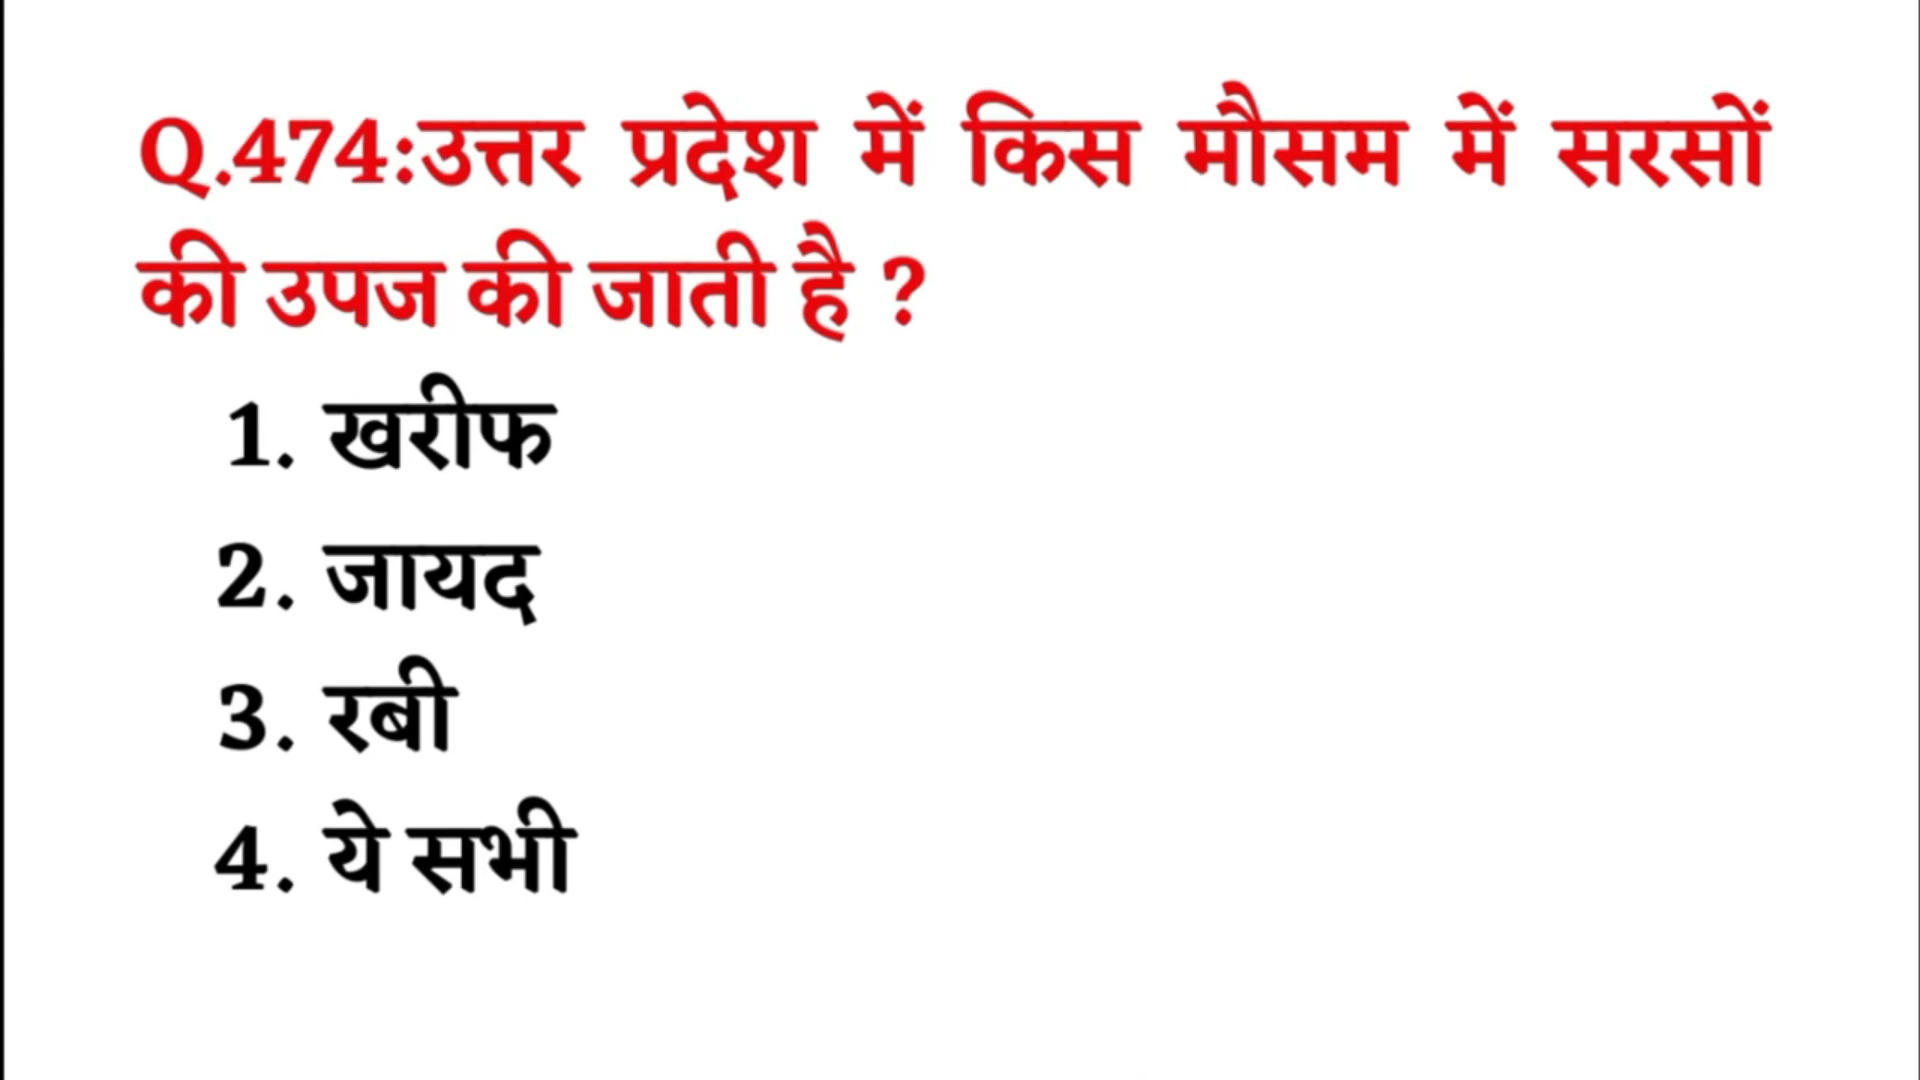 Q.474:उत्तर प्रदेश में किस मौसम में सरसों
की उपज की जाती है ?
1. खरीफ
2. जायद
3. रबी
4. ये सभी